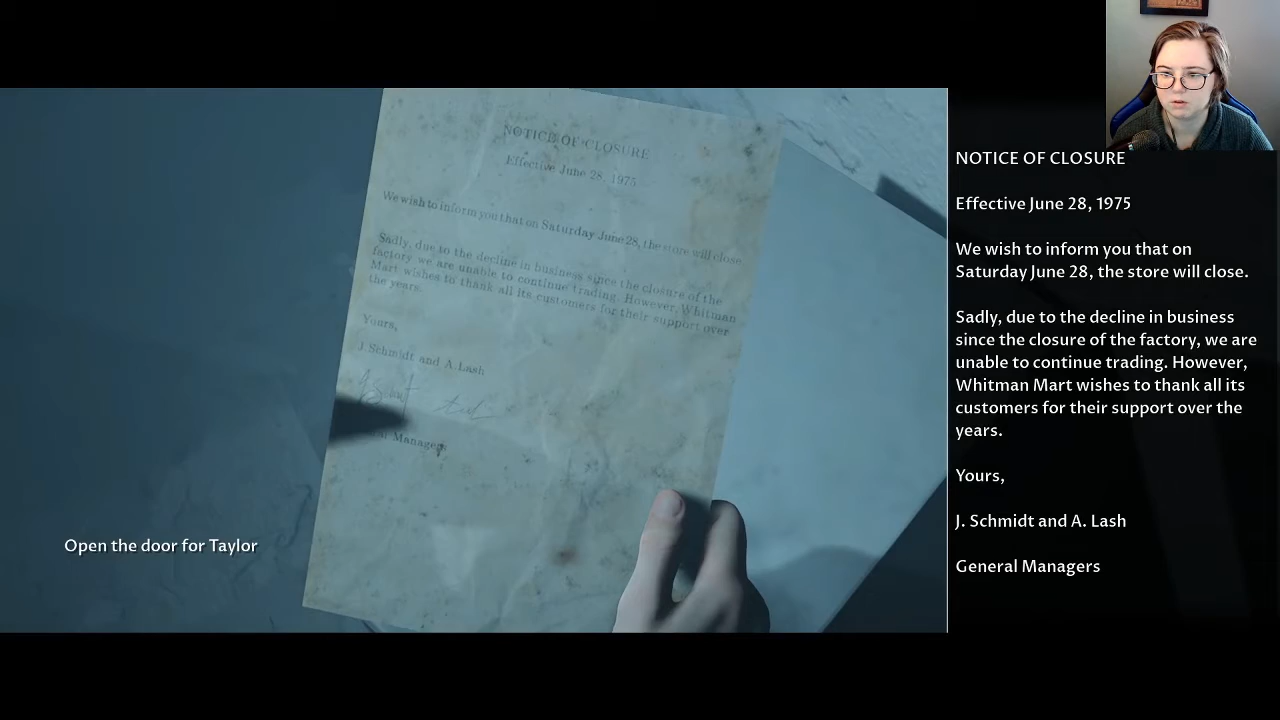 NOTICE OF CLOSURE
Effective June 28, 1975
We wish to inform you that on Saturday June 28, the store will close
Sadly, due to the decline in business since the closure of the
factory we are unable to continue trading. However, Whitman
Mart wishes to thank all its customers for their support over
the years.
Yours,
J. Schmidt and A. Lash
Manager
Open the door for Taylor
NOTICE OF CLOSURE
Effective June 28, 1975
We wish to inform you that on
Saturday June 28, the store will close.
Sadly, due to the decline in business
since the closure of the factory, we are
unable to continue trading. However,
Whitman Mart wishes to thank all its
customers for their support over the
years.
Yours,
J. Schmidt and A. Lash
General Managers